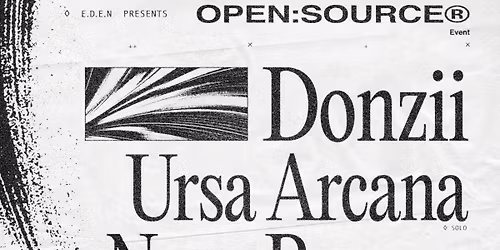 ◊ E.D.E.N PRESENTS
OPEN:SOURCE®
Event
Donzii
Ursa Arcana
◊ SOLO